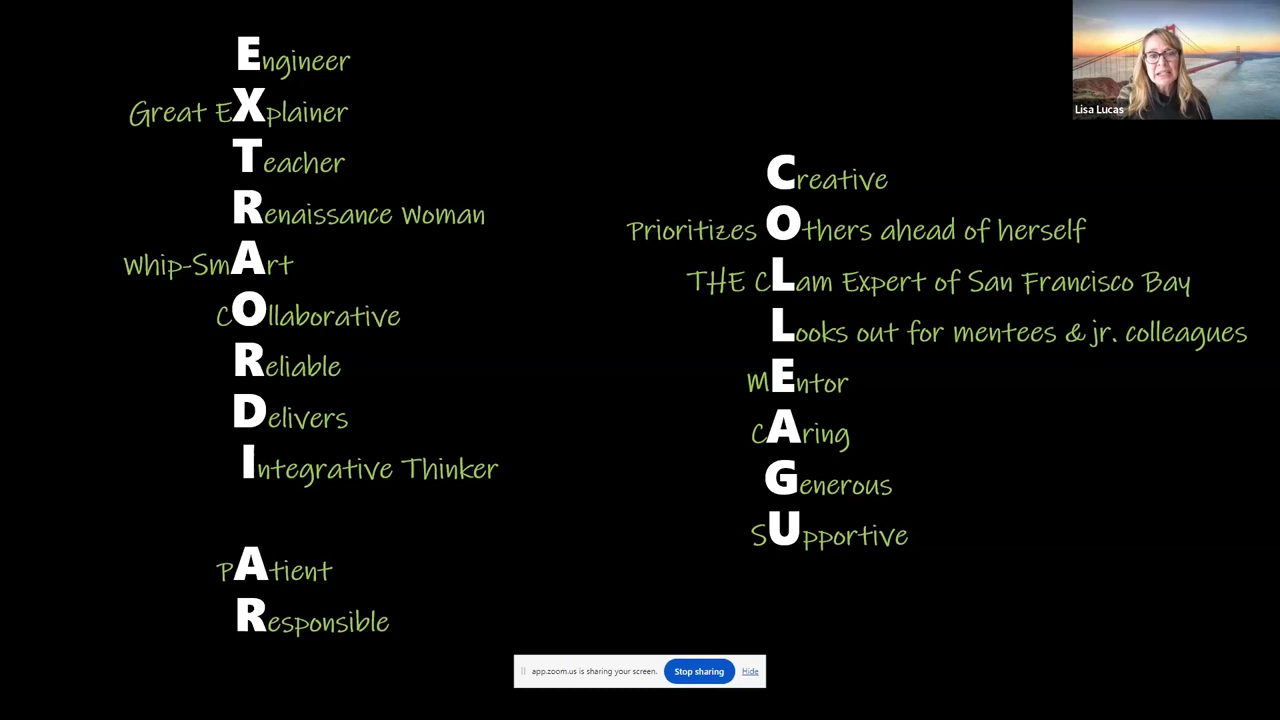 Engineer
Great EXplainer
Teacher
Renaissance Woman
Whip-SmArt
COllaborative
Reliable
Delivers
Integrative Thinker
PAtient
Responsible
Creative
Prioritizes Others ahead of herself
THE CLam Expert of San Francisco Bay
Looks out for mentees & jr. colleagues
MEntor
CAring
Generous
SUpportive
Lisa Lucas
app.zoom.us is sharing your screen. Stop sharing Hide